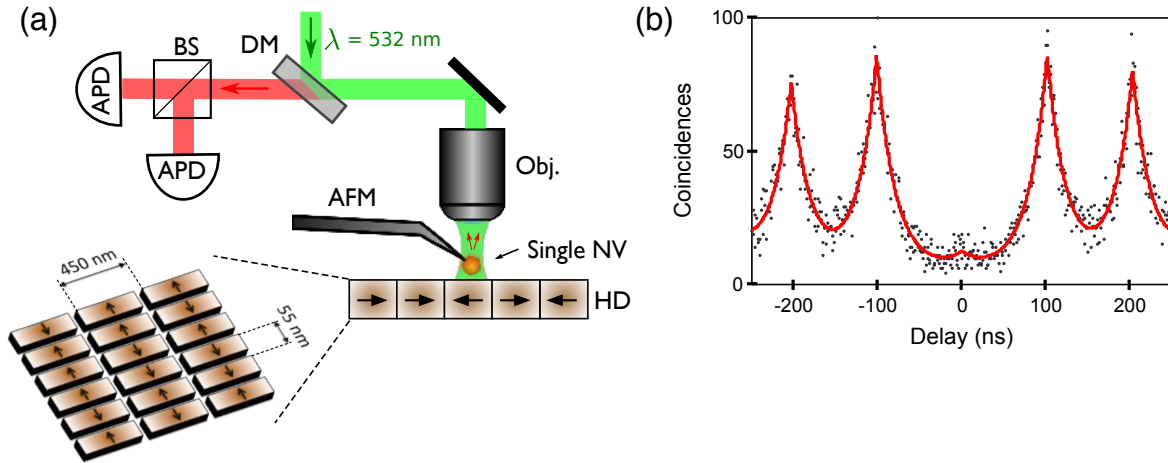 (a)
BS
DM
λ = 532 nm
APD
APD
Obj.
AFM
Single NV
HD
450 nm
55 nm
(b)
100
50
0
Coincidences
-200
-100
0
100
200
Delay (ns)